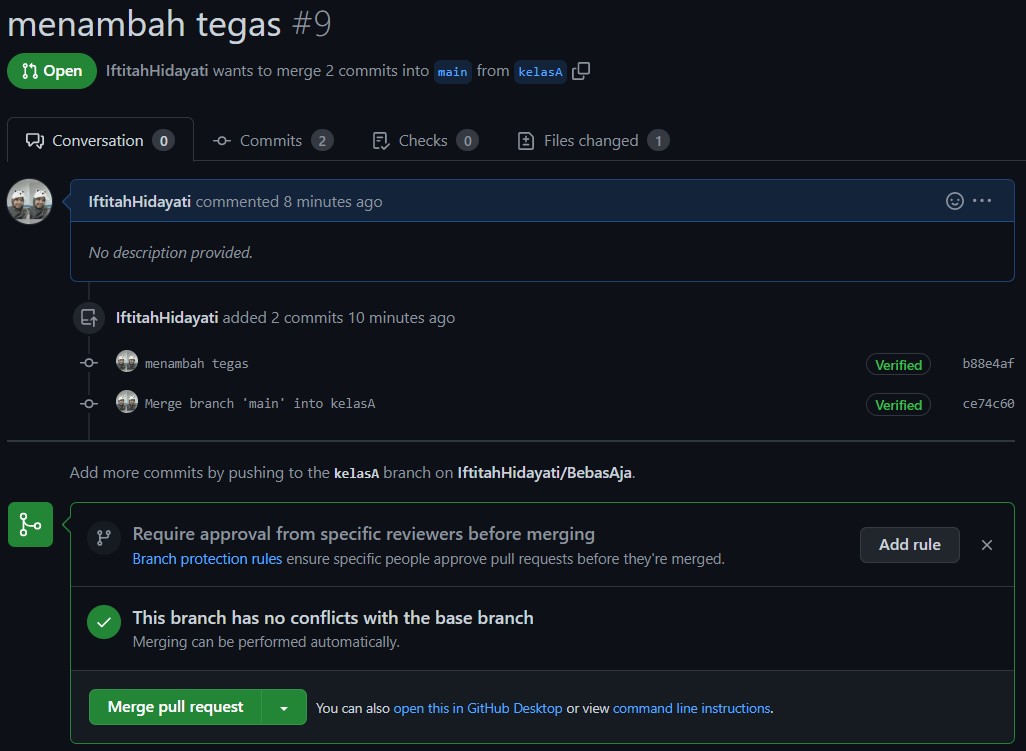 menambah tegas #9
Open IftitahHidayati wants to merge 2 commits into main from kelasA
Conversation 0 Commits 2 Checks 0 Files changed 1
IftitahHidayati commented 8 minutes ago
No description provided.
IftitahHidayati added 2 commits 10 minutes ago
menambah tegas Verified b88e4af
Merge branch 'main' into kelasA Verified ce74c60
Add more commits by pushing to the kelasA branch on IftitahHidayati/BebasAja.
Require approval from specific reviewers before merging
Branch protection rules ensure specific people approve pull requests before they're merged.
Add rule
This branch has no conflicts with the base branch
Merging can be performed automatically.
Merge pull request You can also open this in GitHub Desktop or view command line instructions.